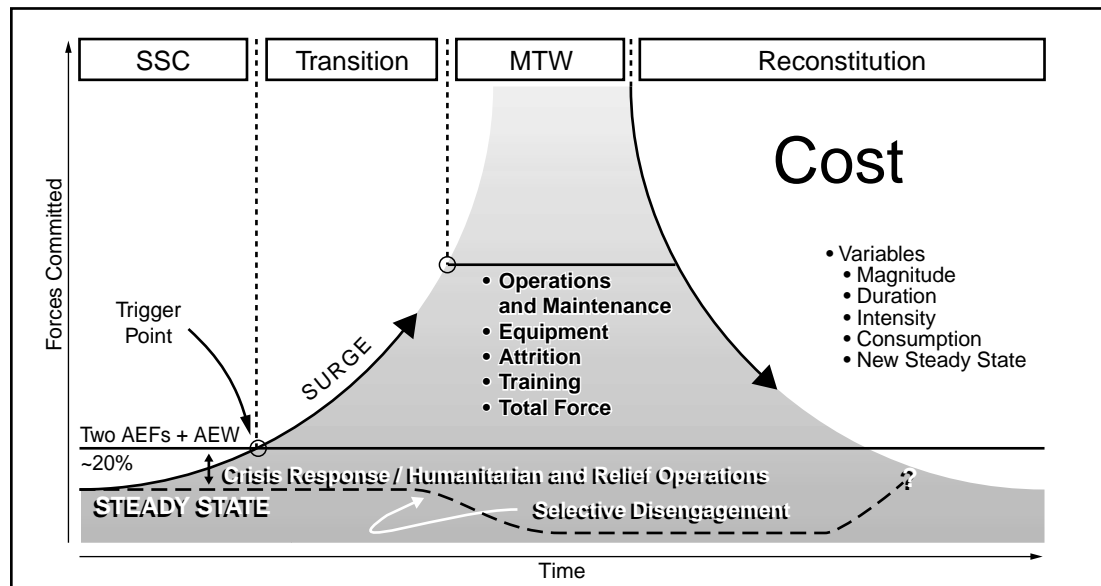 SSC
Transition
MTW
Reconstitution
Forces Committed
Cost
• Variables
• Magnitude
• Duration
• Intensity
• Consumption
• New Steady State
• Operations
and Maintenance
• Equipment
• Attrition
• Training
• Total Force
Trigger
Point
SURGE
Two AEFs + AEW
~20%
Crisis Response / Humanitarian and Relief Operations
?
STEADY STATE
Selective Disengagement
Time